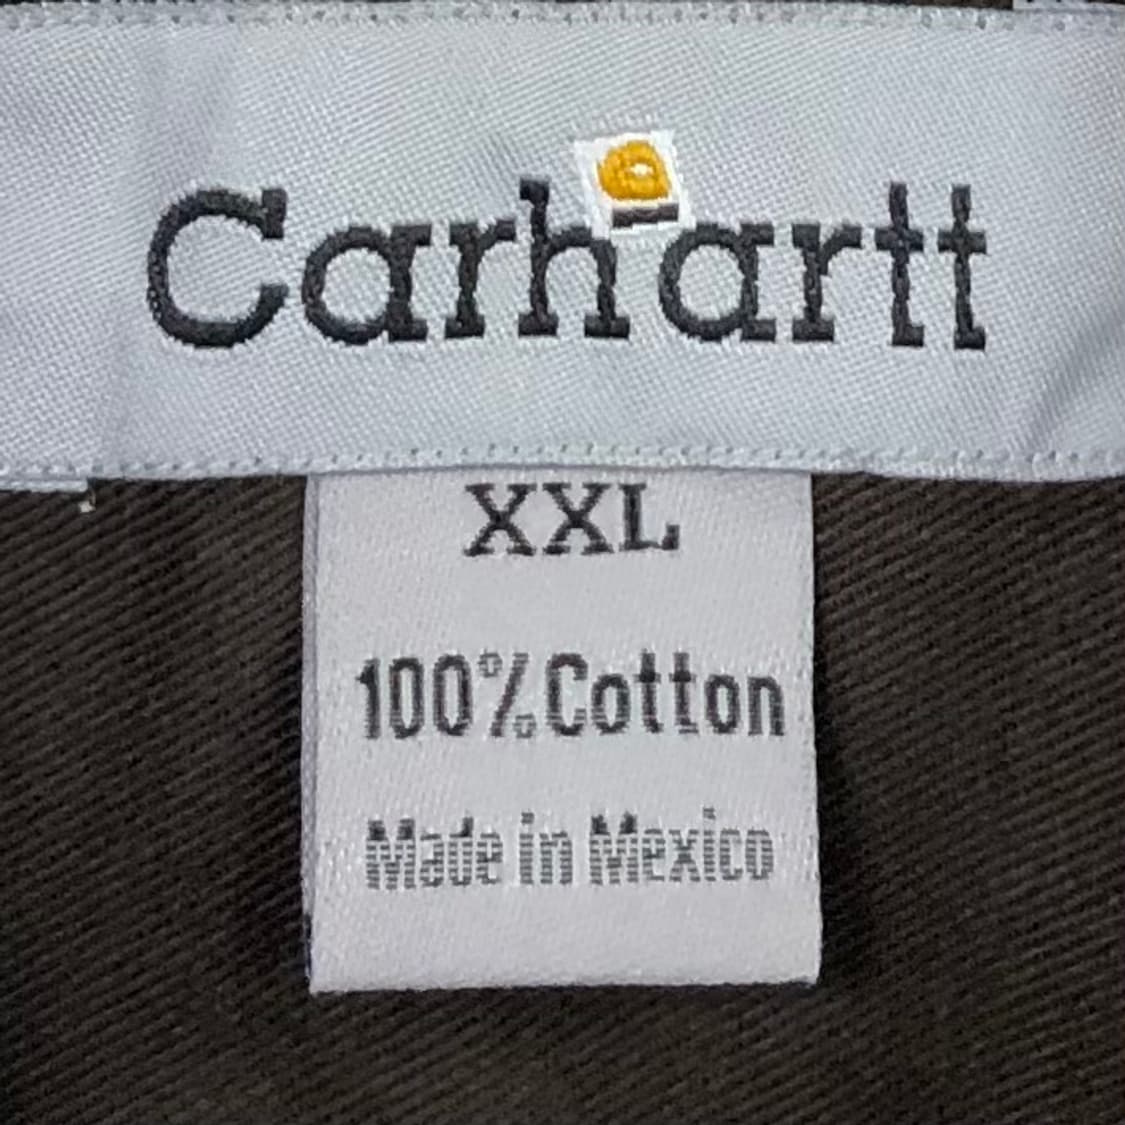 Carhartt
XXL
100% Cotton
Made in Mexico